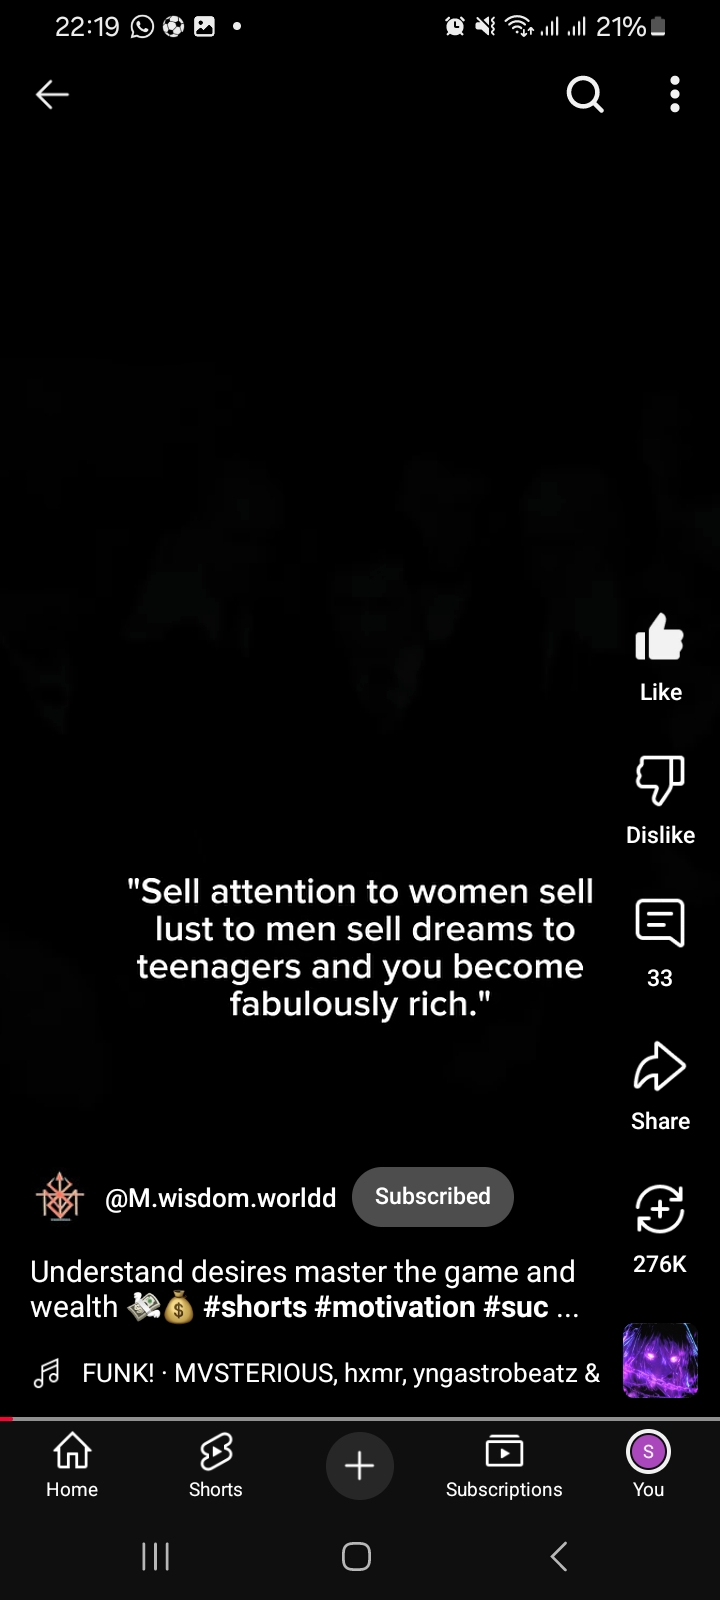 22:19 21%
"Sell attention to women sell
lust to men sell dreams to
teenagers and you become
fabulously rich."
Like
Dislike
33
Share
276K
@M.wisdom.worldd Subscribed
Understand desires master the game and
wealth 💸💰 #shorts #motivation #suc ...
FUNK! · MVSTERIOUS, hxmr, yngastrobeatz &
Home Shorts Subscriptions S You